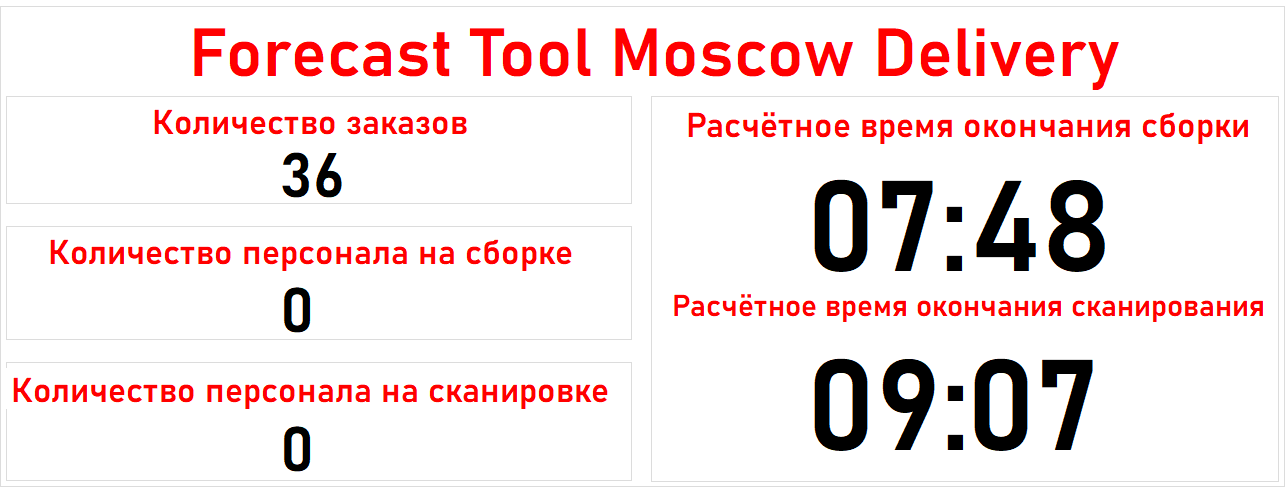 Forecast Tool Moscow Delivery
Количество заказов
36
Количество персонала на сборке
0
Количество персонала на сканировке
0
Расчётное время окончания сборки
07:48
Расчётное время окончания сканирования
09:07